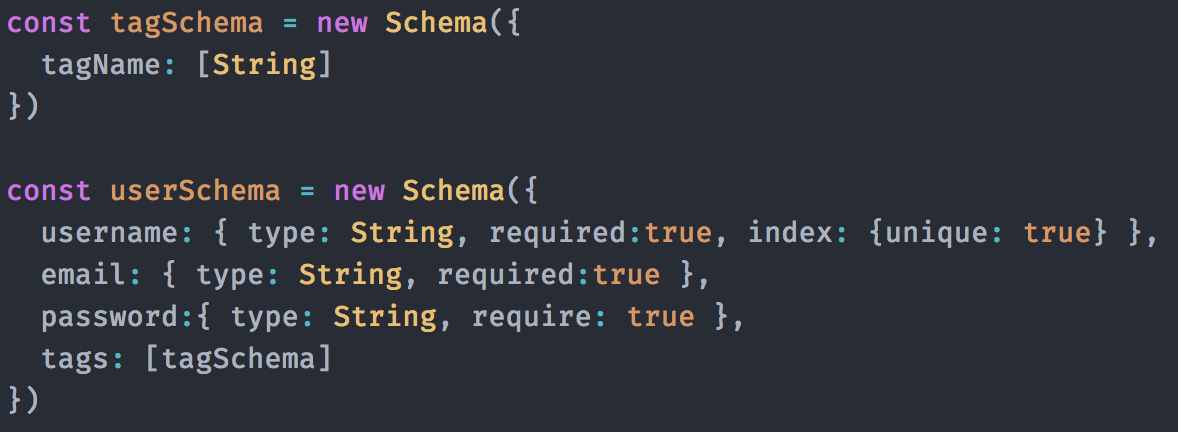 const tagSchema = new Schema({
  tagName: [String]
})

const userSchema = new Schema({
  username: { type: String, required:true, index: {unique: true} },
  email: { type: String, required:true },
  password:{ type: String, require: true },
  tags: [tagSchema]
})